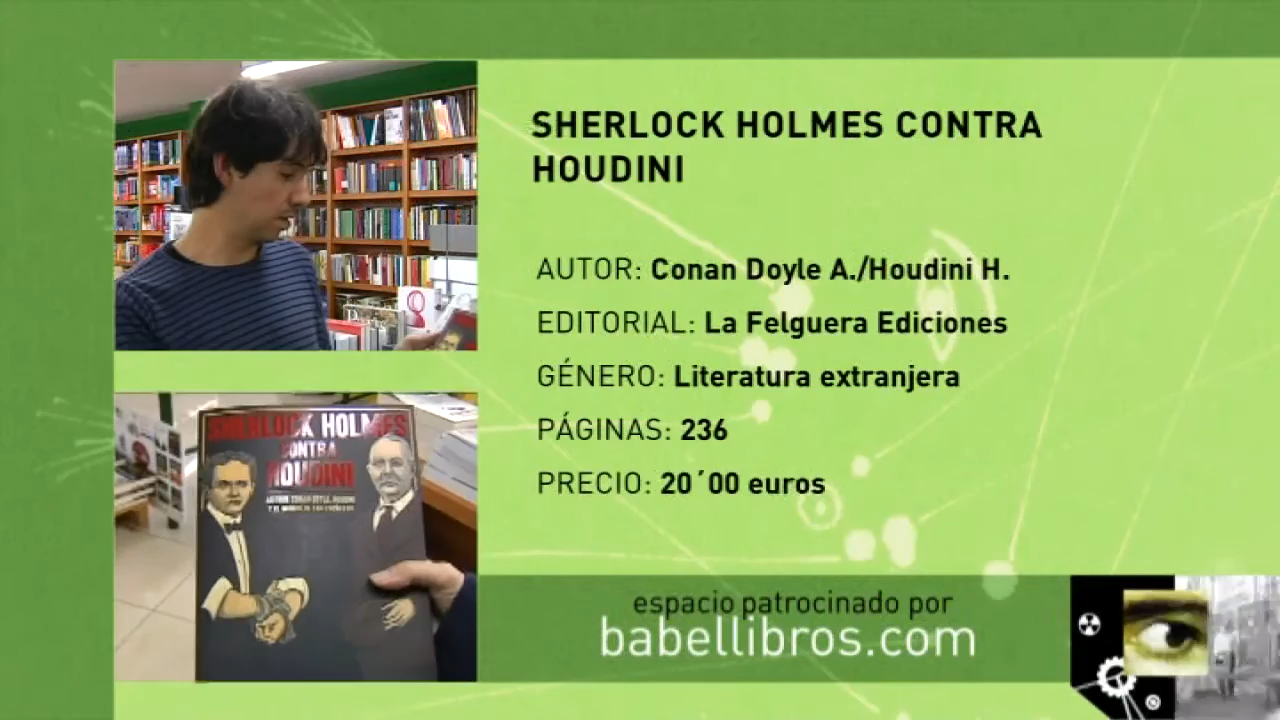 SHERLOCK HOLMES CONTRA
HOUDINI
AUTOR: Conan Doyle A./Houdini H.
EDITORIAL: La Felguera Ediciones
GÉNERO: Literatura extranjera
PÁGINAS: 236
PRECIO: 20´00 euros
SHERLOCK HOLMES
CONTRA
HOUDINI
espacio patrocinado por
babellibros.com